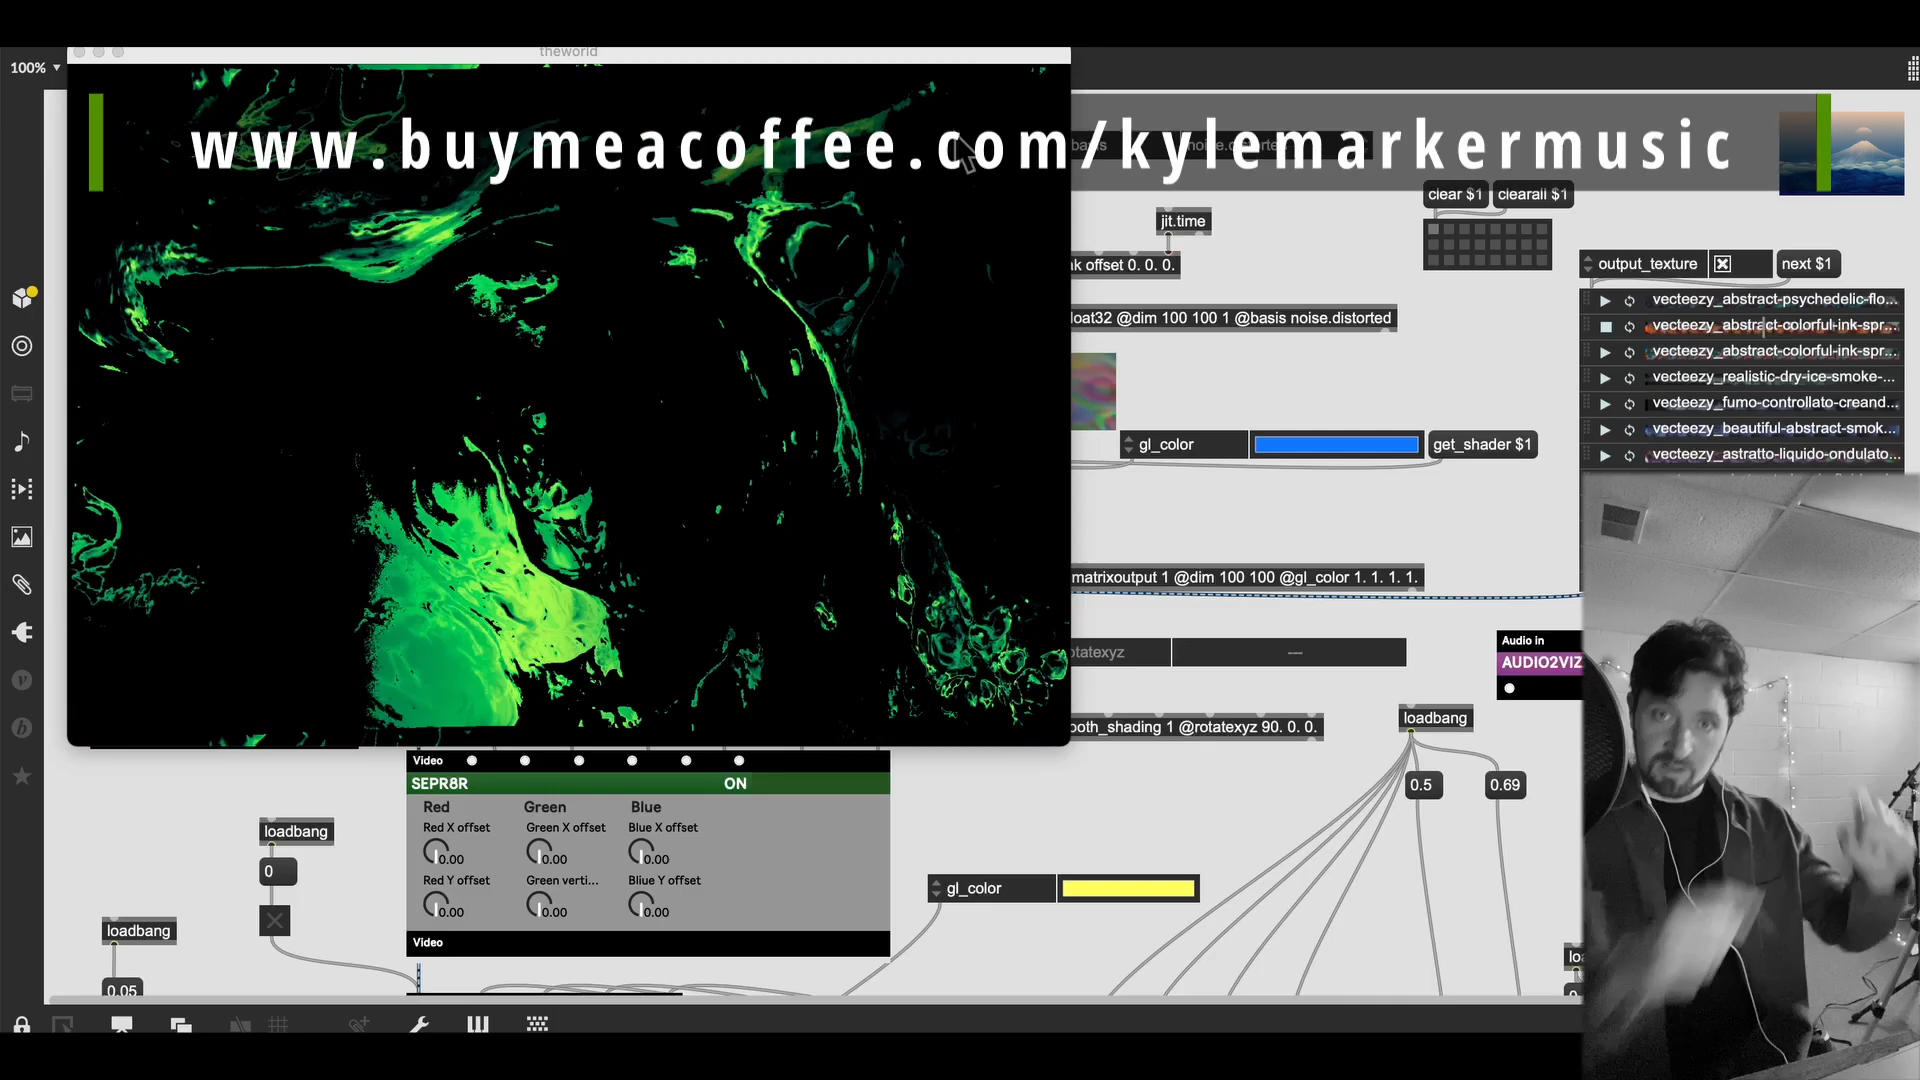 theworld
100%
www.buymeacoffee.com/kylemarkermusic
basis
noise.distorte
clear $1
clearall $1
jit.time
output_texture
next $1
offset 0. 0. 0.
vecteezy_abstract-psychedelic-flo...
loat32 @dim 100 100 1 @basis noise.distorted
vecteezy_abstract-colorful-ink-spr...
vecteezy_abstract-colorful-ink-spr...
vecteezy_realistic-dry-ice-smoke-...
vecteezy_fumo-controllato-creand...
vecteezy_beautiful-abstract-smok...
vecteezy_astratto-liquido-ondulato...
gl_color
get_shader $1
matrixoutput 1 @dim 100 100 @gl_color 1. 1. 1. 1.
otatexyz
---
Audio in
AUDIO2VIZ
ooth_shading 1 @rotatexyz 90. 0. 0.
loadbang
0.5
0.69
Video
SEPR8R
ON
Red
Green
Blue
Red X offset
Green X offset
Blue X offset
0.00
0.00
0.00
Red Y offset
Green verti...
Bliue Y offset
0.00
0.00
0.00
Video
loadbang
0
gl_color
loadbang
0.05
lo